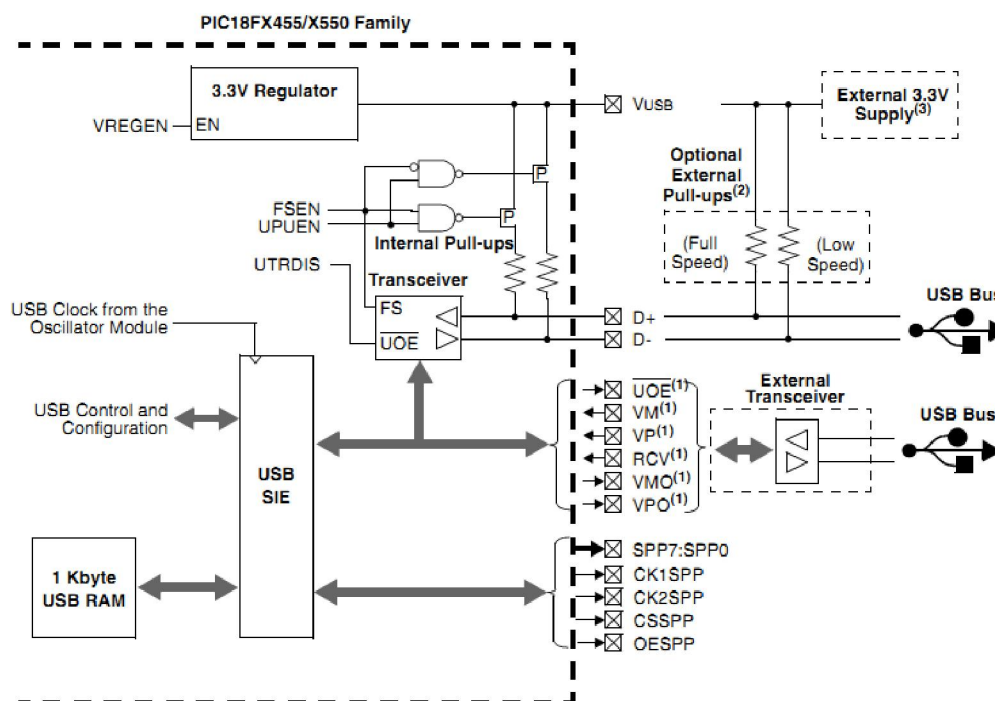 PIC18FX455/X550 Family
3.3V Regulator
VREGEN
EN
VUSB
External 3.3V
Supply(3)
Optional
External
Pull-ups(2)
P
FSEN
UPUEN
P
Internal Pull-ups
(Full
Speed)
(Low
Speed)
UTRDIS
Transceiver
FS
UOE
USB Clock from the
Oscillator Module
D+
D-
USB Bus
USB Control and
Configuration
USB
SIE
UOE(1)
VM(1)
VP(1)
RCV(1)
VMO(1)
VPO(1)
External
Transceiver
USB Bus
1 Kbyte
USB RAM
SPP7:SPP0
CK1SPP
CK2SPP
CSSPP
OESPP